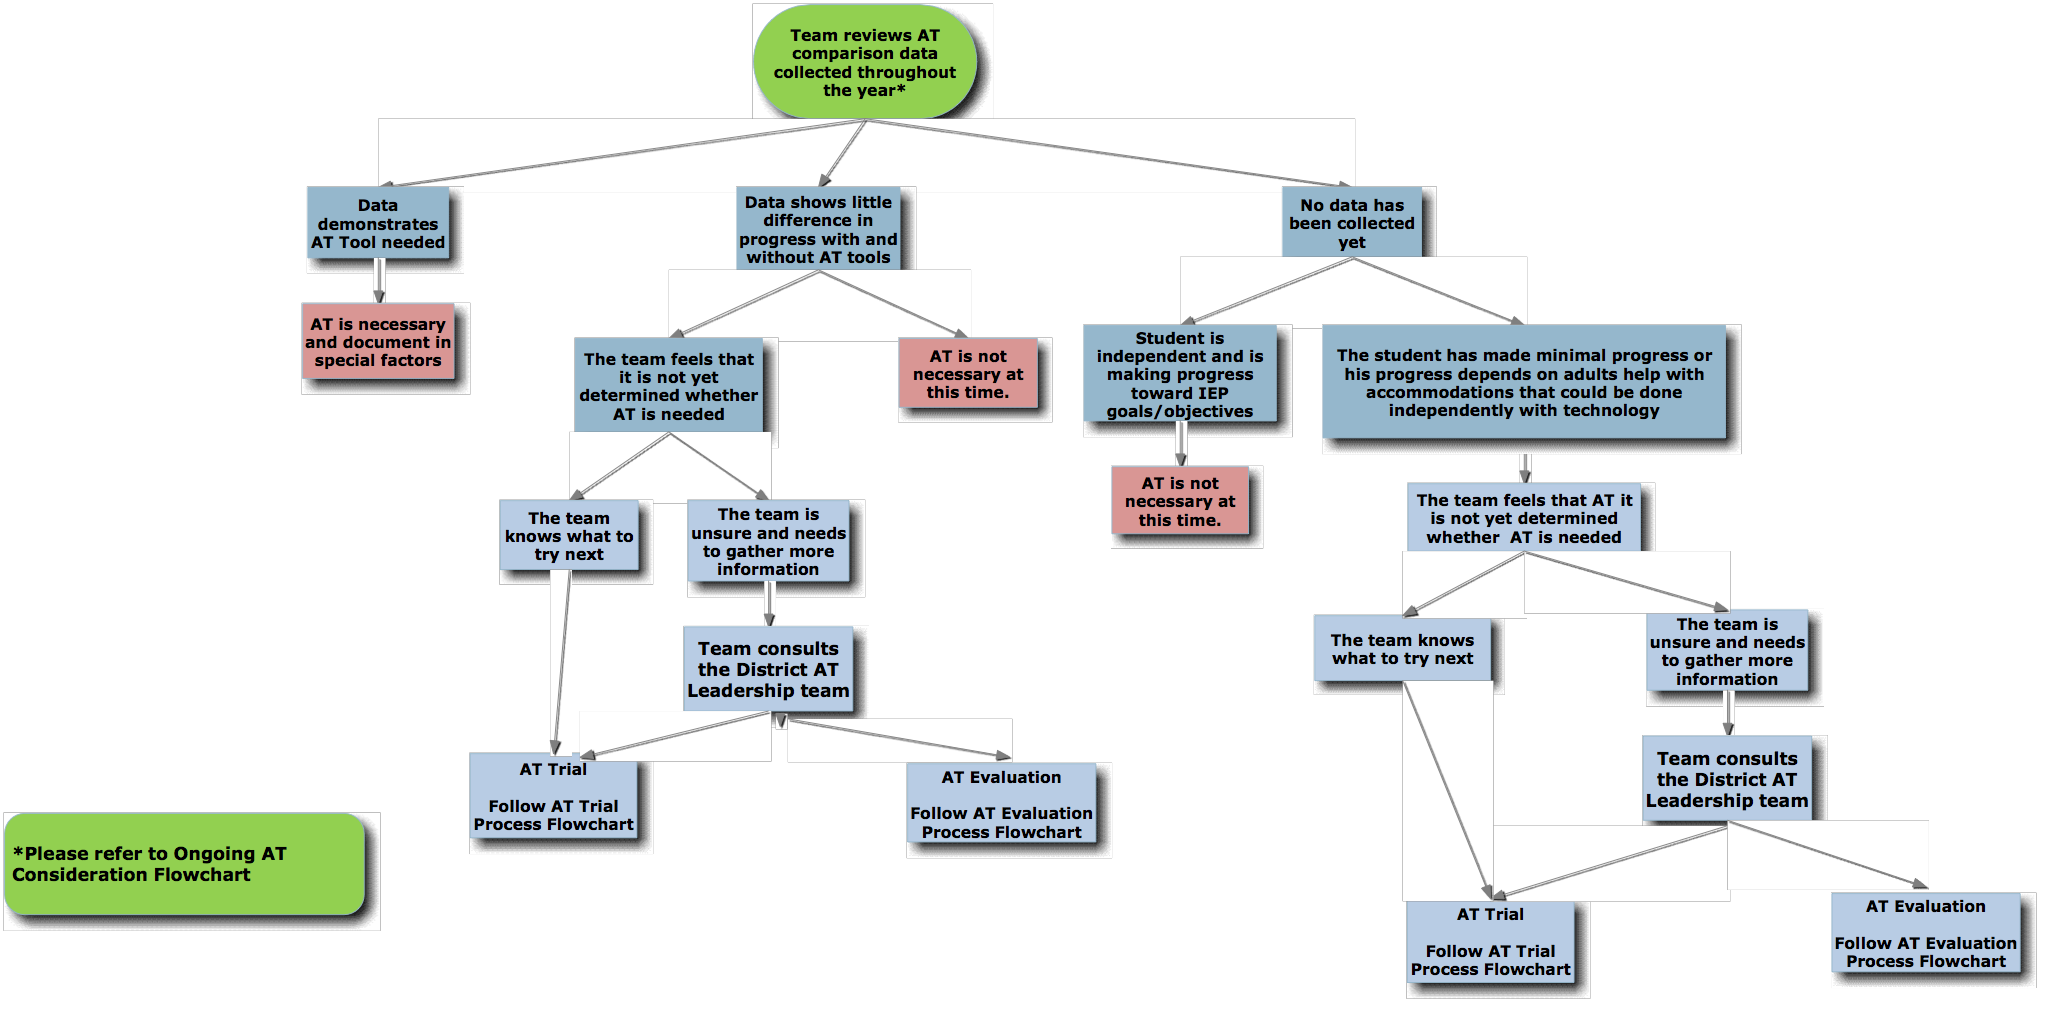 Team reviews AT
comparison data
collected throughout
the year*
Data
demonstrates
AT Tool needed
Data shows little
difference in
progress with and
without AT tools
No data has
been collected
yet
AT is necessary
and document in
special factors
The team feels that
it is not yet
determined whether
AT is needed
AT is not
necessary at
this time.
Student is
independent and is
making progress
toward IEP
goals/objectives
The student has made minimal progress or
his progress depends on adults help with
accommodations that could be done
independently with technology
AT is not
necessary at
this time.
The team feels that AT it
is not yet determined
whether AT is needed
The team
knows what to
try next
The team is
unsure and needs
to gather more
information
Team consults
the District AT
Leadership team
The team knows
what to try next
The team is
unsure and needs
to gather more
information
Team consults
the District AT
Leadership team
AT Trial
Follow AT Trial
Process Flowchart
AT Evaluation
Follow AT Evaluation
Process Flowchart
*Please refer to Ongoing AT
Consideration Flowchart
AT Trial
Follow AT Trial
Process Flowchart
AT Evaluation
Follow AT Evaluation
Process Flowchart